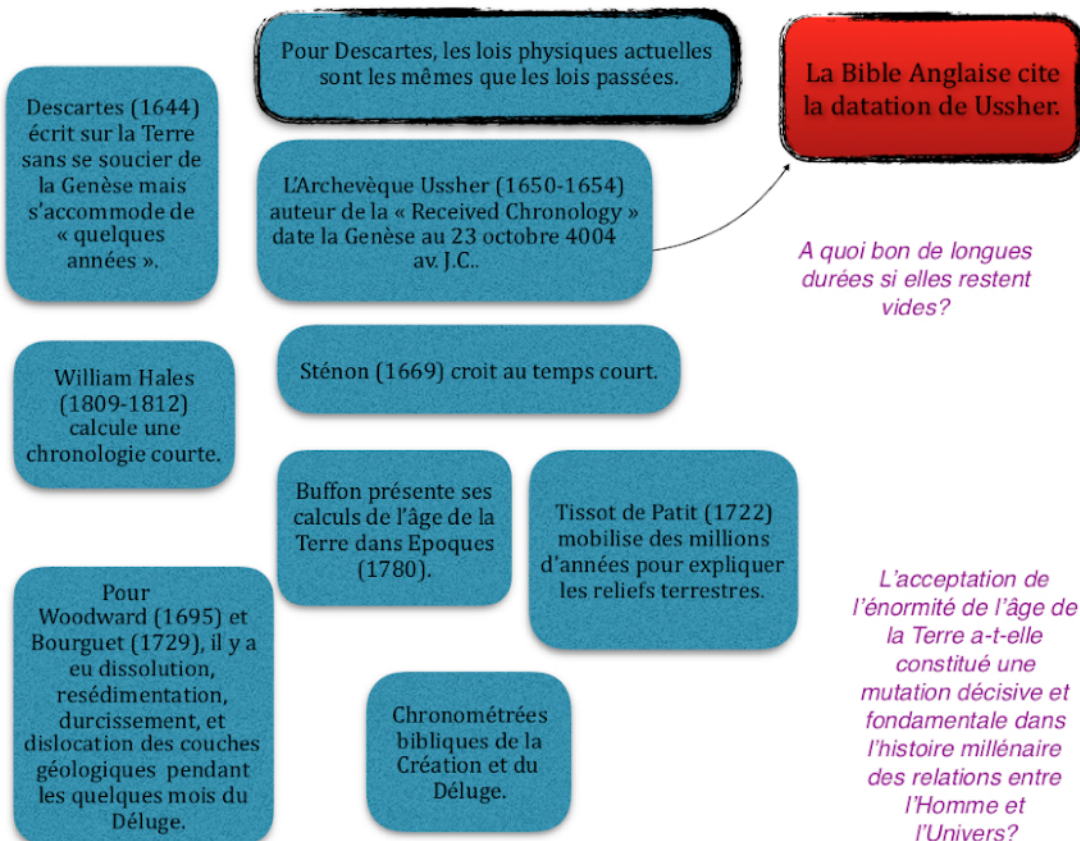 Pour Descartes, les lois physiques actuelles
sont les mêmes que les lois passées.
La Bible Anglaise cite
la datation de Ussher.
Descartes (1644)
écrit sur la Terre
sans se soucier de
la Genèse mais
s'accommode de
« quelques
années ».
L'Archevèque Ussher (1650-1654)
auteur de la « Received Chronology »
date la Genèse au 23 octobre 4004
av. J.C..
A quoi bon de longues
durées si elles restent
vides?
William Hales
(1809-1812)
calcule une
chronologie courte.
Sténon (1669) croit au temps court.
Buffon présente ses
calculs de l'âge de la
Terre dans Epoques
(1780).
Tissot de Patit (1722)
mobilise des millions
d'années pour expliquer
les reliefs terrestres.
Pour
Woodward (1695) et
Bourguet (1729), il y a
eu dissolution,
resédimentation,
durcissement, et
dislocation des couches
géologiques pendant
les quelques mois du
Déluge.
Chronométrées
bibliques de la
Création et du
Déluge.
L'acceptation de
l'énormité de l'âge de
la Terre a-t-elle
constitué une
mutation décisive et
fondamentale dans
l'histoire millénaire
des relations entre
l'Homme et
l'Univers?